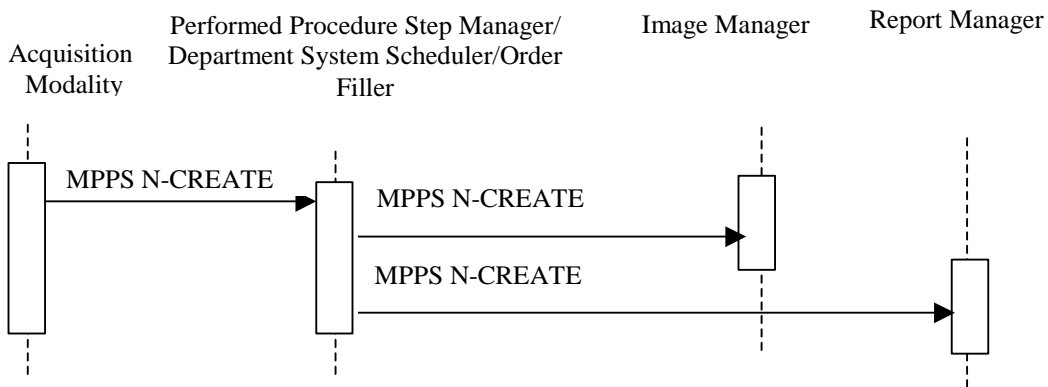 Acquisition
Modality
Performed Procedure Step Manager/
Department System Scheduler/Order
Filler
Image Manager
Report Manager
MPPS N-CREATE
MPPS N-CREATE
MPPS N-CREATE